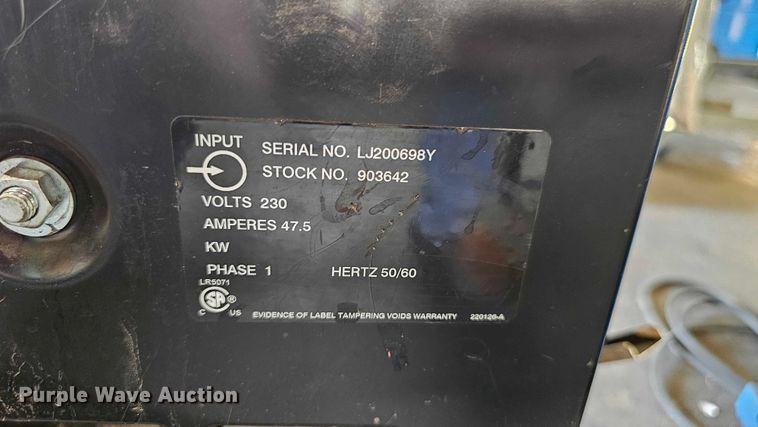 INPUT
SERIAL NO. LJ200698Y
STOCK NO. 903642
VOLTS 230
AMPERES 47.5
KW
PHASE 1 HERTZ 50/60
LR5071
CSA ®
C US
EVIDENCE OF LABEL TAMPERING VOIDS WARRANTY 220126-A
Purple Wave Auction